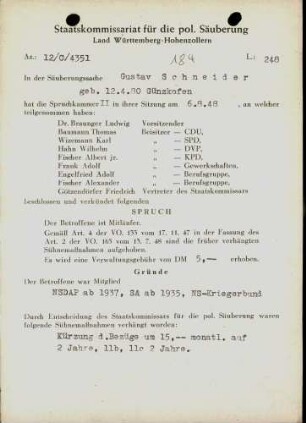 Staatskommissariat für die pol. Säuberung
Land Württemberg-Hohenzollern
Az.: 12/O/4351 184 L.: 248
In der Säuberungssache Gustav Schneider
geb. 12.4.80 Günzkofen
hat die Spruchkammer II in ihrer Sitzung am 6.8.48 , an welcher
teilgenommen haben:
Dr. Brauнger Ludwig Vorsitzender
Baumann Thomas Beisitzer — CDU,
Wizemann Karl „ — SPD,
Hahn Wilhelm „ — DVP,
Fischer Albert jr. „ — KPD,
Frank Adolf „ — Gewerkschaften,
Engelfried Adolf „ — Berufsgruppe,
Fischer Alexander „ — Berufsgruppe,
Götzendörfer Friedrich Vertreter des Staatskommissars
beschlossen und verkündet folgenden
SPRUCH
Der Betroffene ist Mitläufer.
Gemäß Art. 4 der VO. 133 vom 17. 11. 47 in der Fassung des
Art. 2 der VO. 165 vom 13. 7. 48 sind die früher verhängten
Sühnemaßnahmen aufgehoben.
Es wird eine Verwaltungsgebühr von DM 5,— erhoben.
Gründe
Der Betroffene war Mitglied
NSDAP ab 1937, SA ab 1935, NS-Kriegerbund
Durch Entscheidung des Staatskommissars für die pol. Säuberung waren
folgende Sühnemaßnahmen verhängt worden:
Kürzung d.Bezüge um 15,-- monatl. auf
2 Jahre, 11b, 11c 2 Jahre.